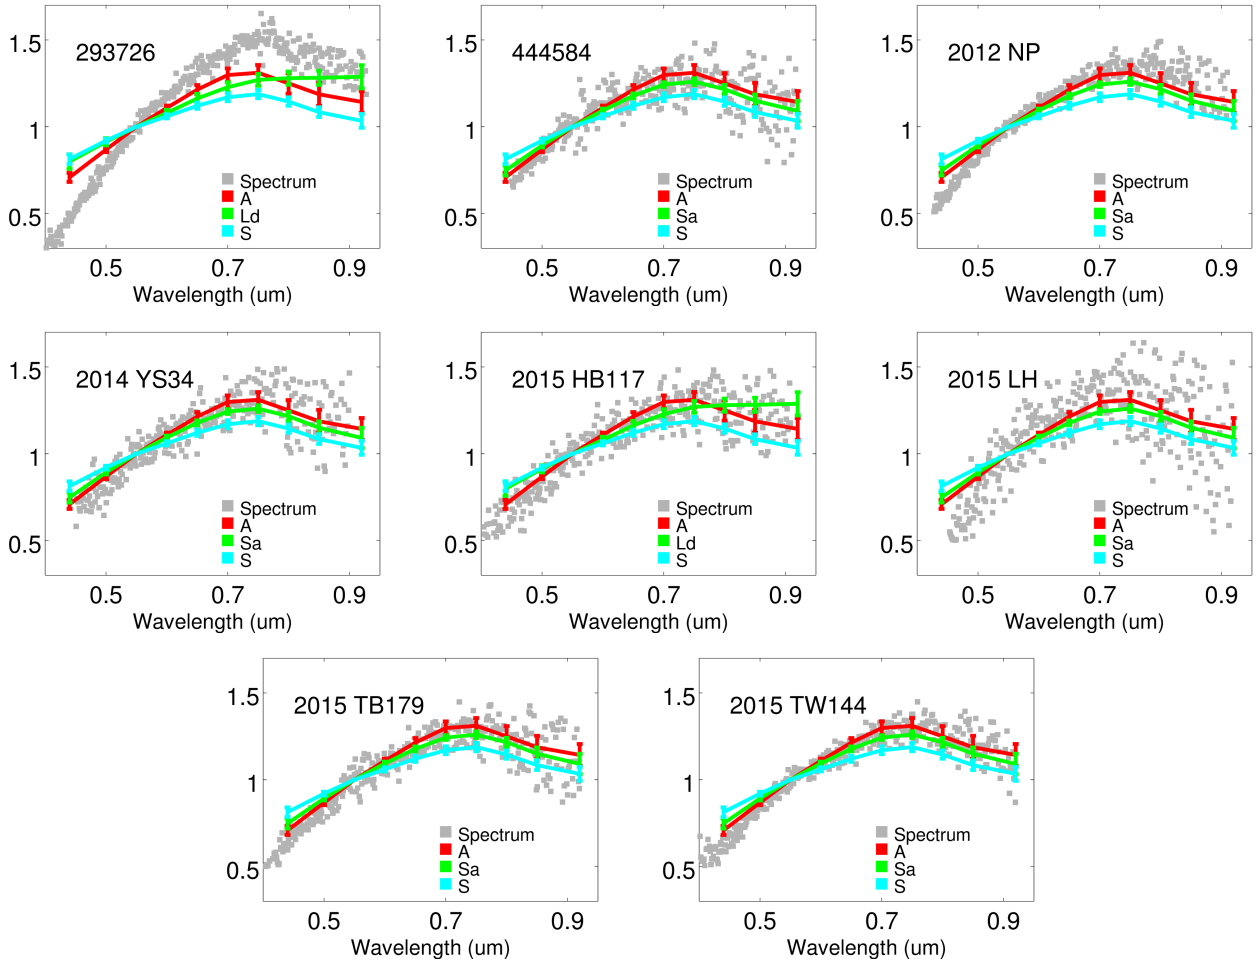 293726
1.5
1
0.5
Spectrum
A
Ld
S
0.5 0.7 0.9
Wavelength (um)
444584
1.5
1
0.5
Spectrum
A
Sa
S
0.5 0.7 0.9
Wavelength (um)
2012 NP
1.5
1
0.5
Spectrum
A
Sa
S
0.5 0.7 0.9
Wavelength (um)
2014 YS34
1.5
1
0.5
Spectrum
A
Sa
S
0.5 0.7 0.9
Wavelength (um)
2015 HB117
1.5
1
0.5
Spectrum
A
Ld
S
0.5 0.7 0.9
Wavelength (um)
2015 LH
1.5
1
0.5
Spectrum
A
Sa
S
0.5 0.7 0.9
Wavelength (um)
2015 TB179
1.5
1
0.5
Spectrum
A
Sa
S
0.5 0.7 0.9
Wavelength (um)
2015 TW144
1.5
1
0.5
Spectrum
A
Sa
S
0.5 0.7 0.9
Wavelength (um)